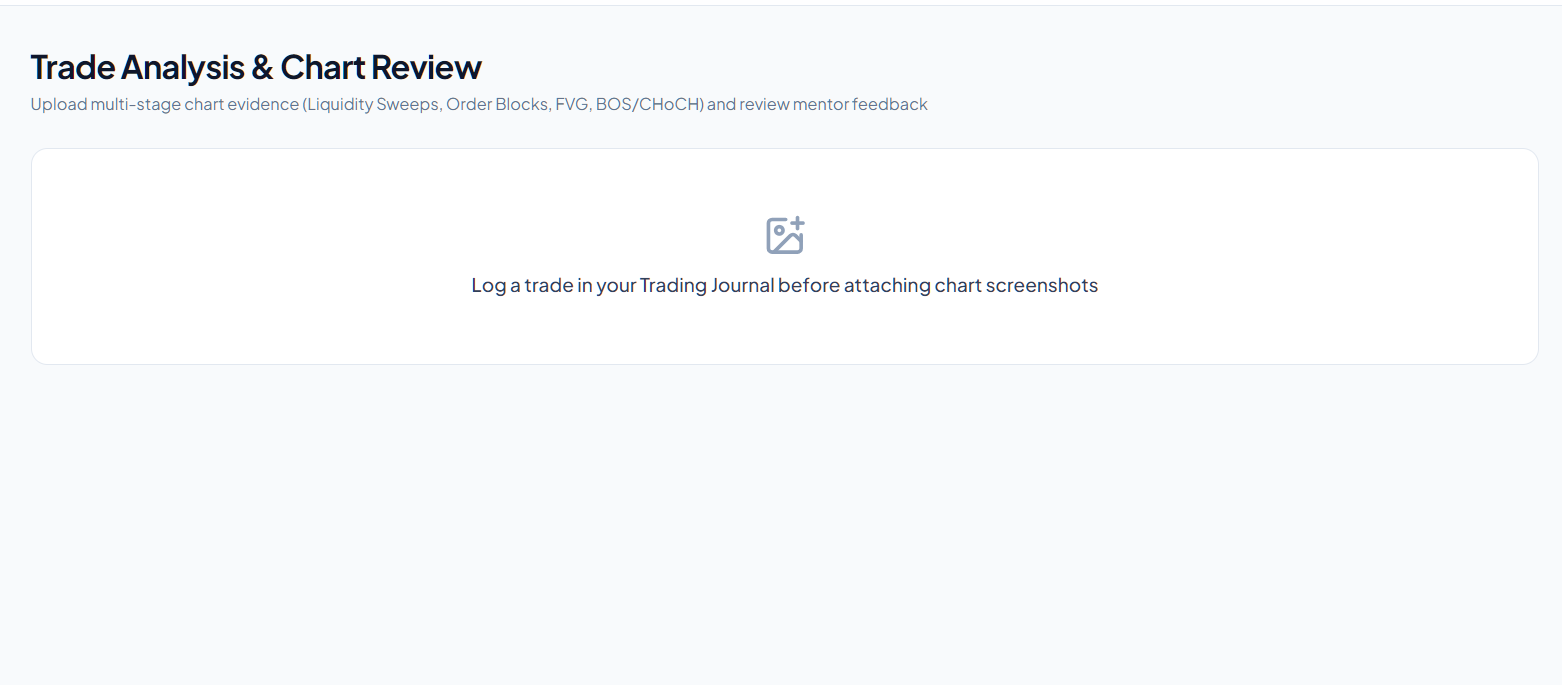 Trade Analysis & Chart Review
Upload multi-stage chart evidence (Liquidity Sweeps, Order Blocks, FVG, BOS/CHoCH) and review mentor feedback
Log a trade in your Trading Journal before attaching chart screenshots